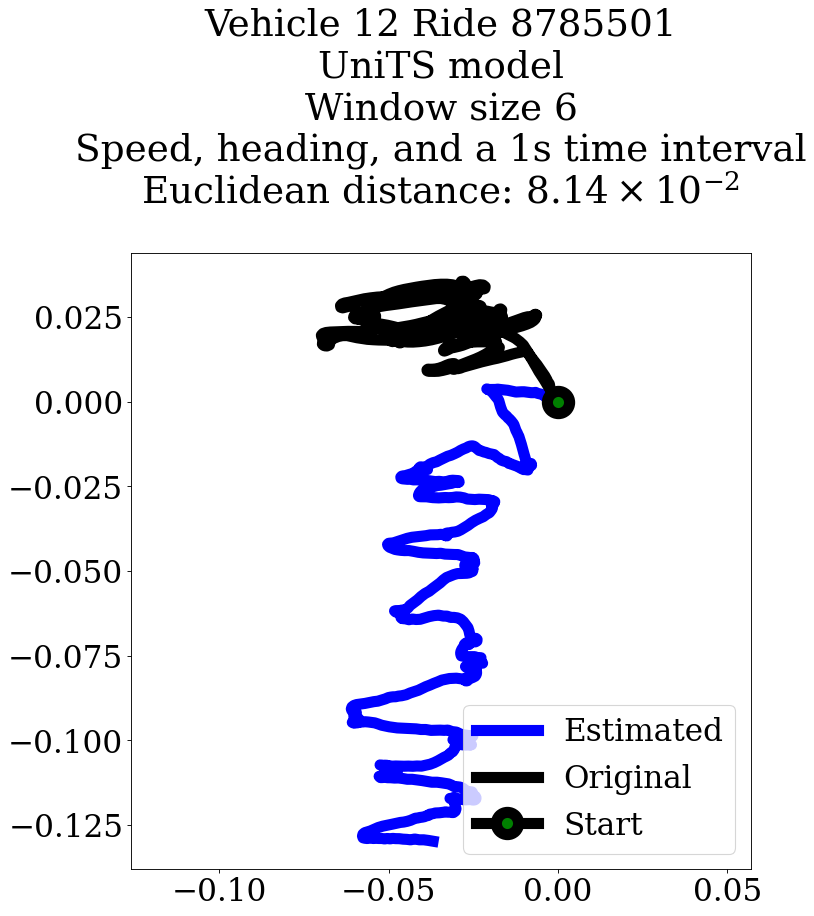 Vehicle 12 Ride 8785501
UniTS model
Window size 6
Speed, heading, and a 1s time interval
Euclidean distance: 8.14 × 10⁻²
0.025
0.000
−0.025
−0.050
−0.075
−0.100
−0.125
Estimated
Original
Start
−0.10 −0.05 0.00 0.05